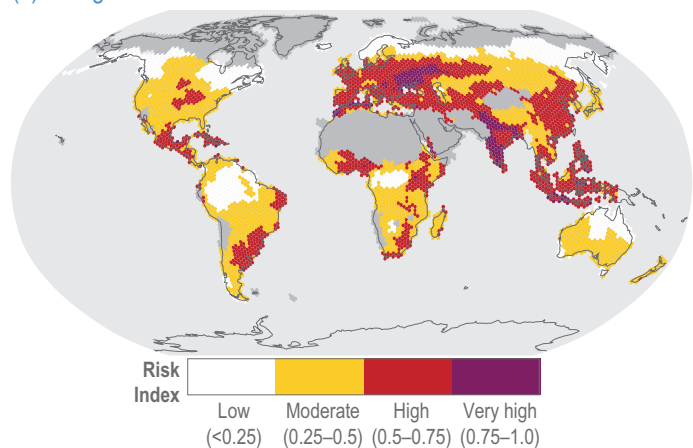 Risk
Index
Low
(<0.25)
Moderate
(0.25–0.5)
High
(0.5–0.75)
Very high
(0.75–1.0)